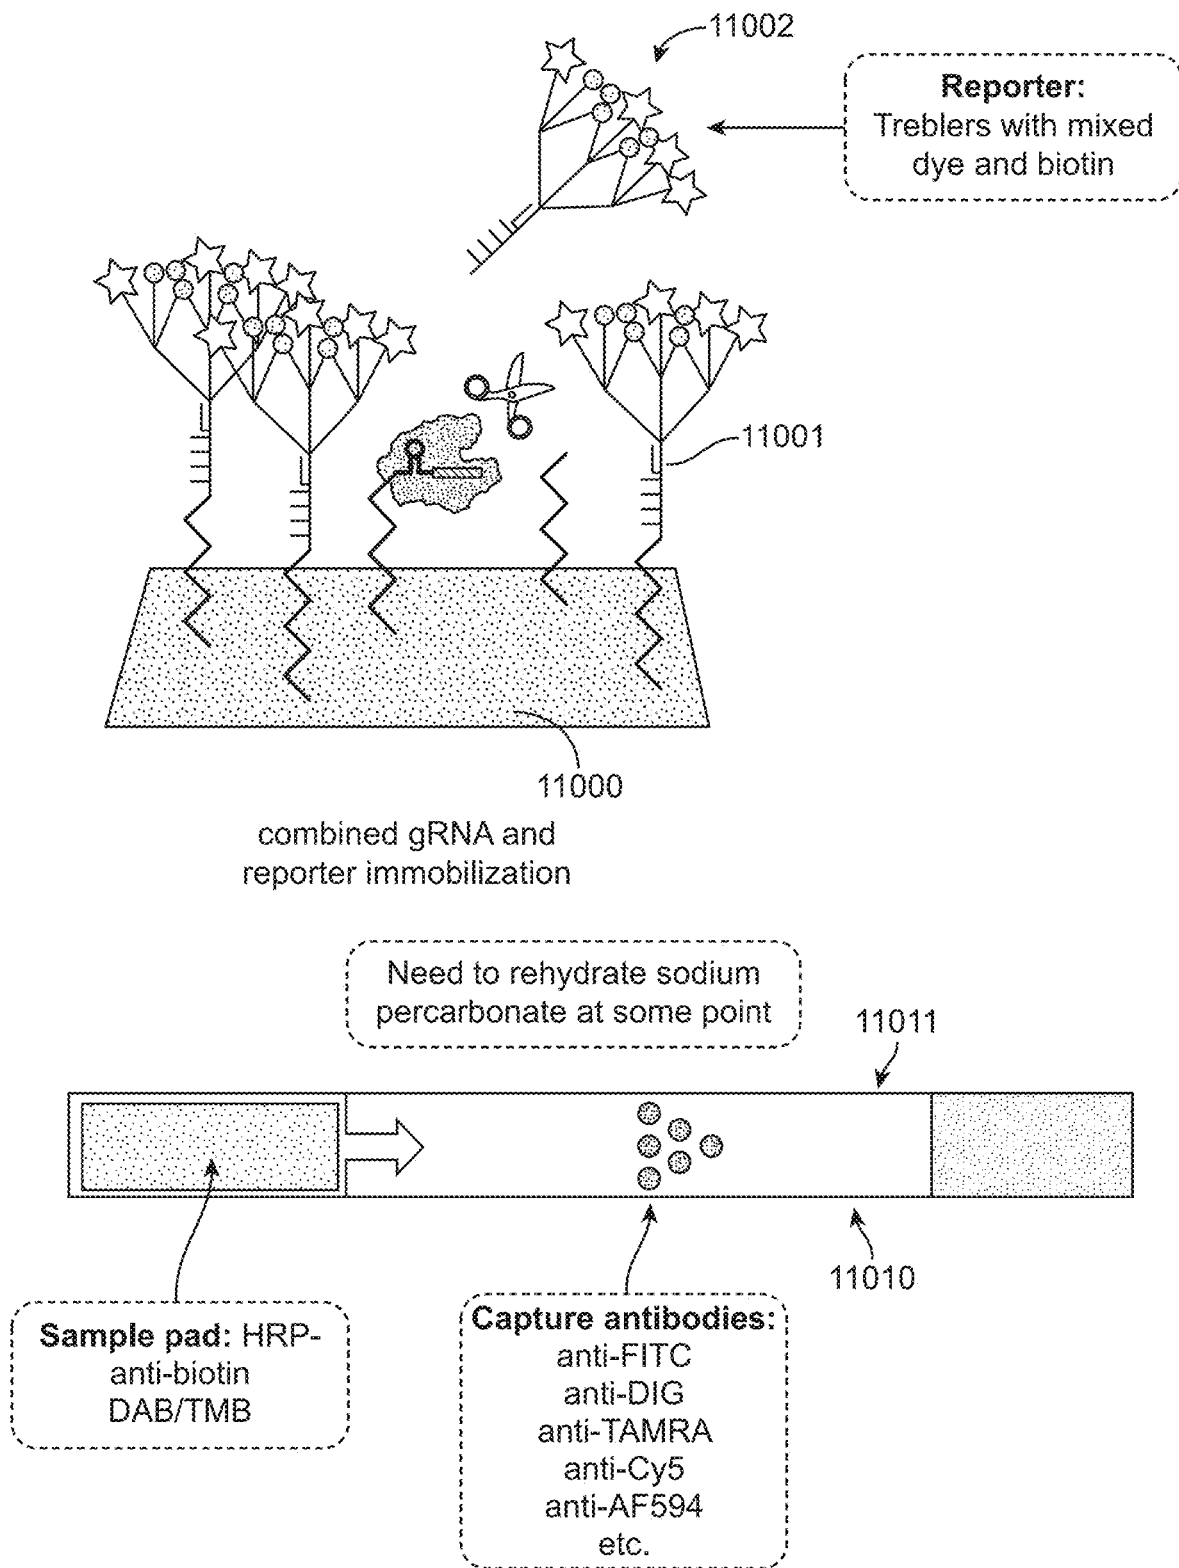 11002
Reporter:
Treblers with mixed
dye and biotin
11001
11000
combined gRNA and
reporter immobilization
Need to rehydrate sodium
percarbonate at some point
11011
11010
Sample pad: HRP-
anti-biotin
DAB/TMB
Capture antibodies:
anti-FITC
anti-DIG
anti-TAMRA
anti-Cy5
anti-AF594
etc.